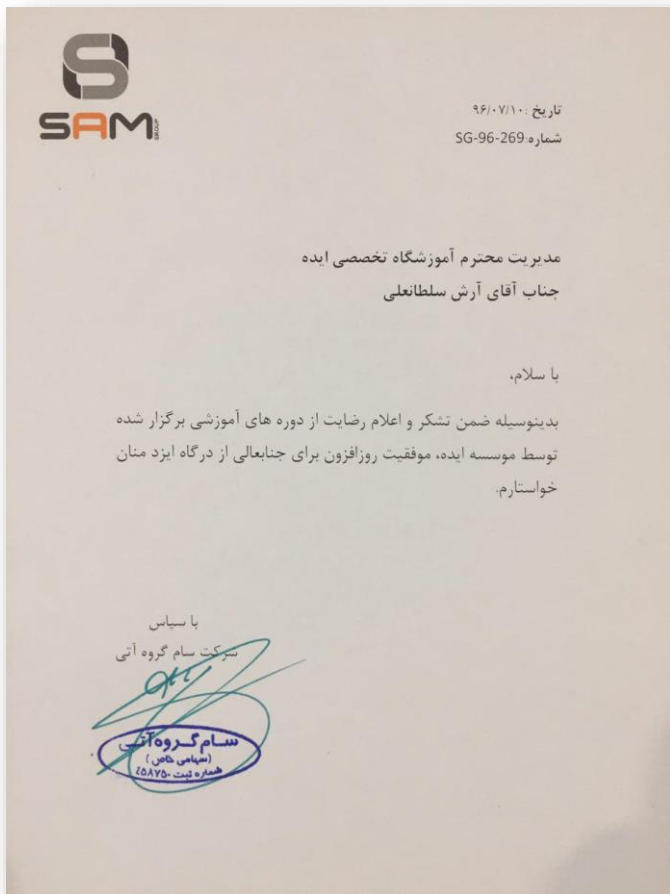 SAM GROUP
تاریخ :۹۶/۰۷/۱۰
شماره:SG-96-269
مدیریت محترم آموزشگاه تخصصی ایده
جناب آقای آرش سلطانعلی
با سلام،
بدینوسیله ضمن تشکر و اعلام رضایت از دوره های آموزشی برگزار شده
توسط موسسه ایده، موفقیت روزافزون برای جنابعالی از درگاه ایزد منان
خواستارم.
با سپاس
شرکت سام گروه آتی
سام گروه آتی
(سهامی خاص)
شماره ثبت ۴۵۸۷۵۰